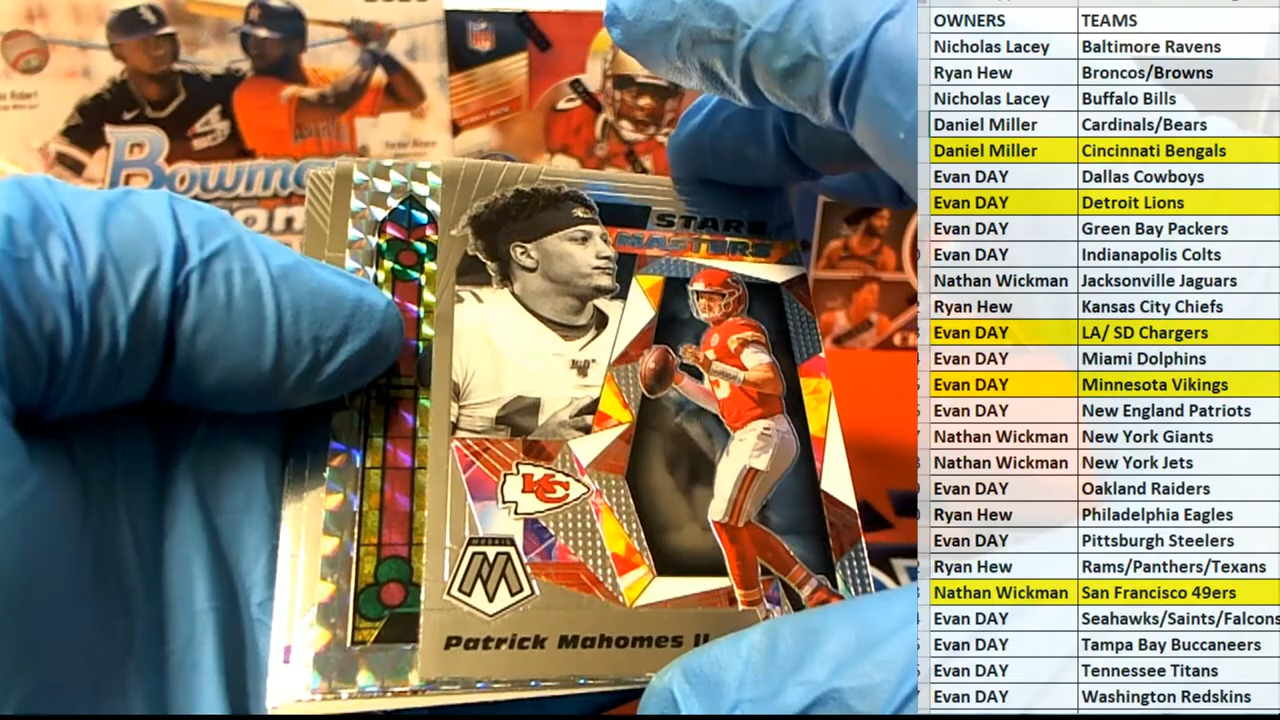 Bowma
NFL
STAR
MASTERS
KC
MOSAIC
M
Patrick Mahomes II
OWNERS TEAMS
Nicholas Lacey Baltimore Ravens
Ryan Hew Broncos/Browns
Nicholas Lacey Buffalo Bills
Daniel Miller Cardinals/Bears
Daniel Miller Cincinnati Bengals
Evan DAY Dallas Cowboys
Evan DAY Detroit Lions
Evan DAY Green Bay Packers
Evan DAY Indianapolis Colts
Nathan Wickman Jacksonville Jaguars
Ryan Hew Kansas City Chiefs
Evan DAY LA/ SD Chargers
Evan DAY Miami Dolphins
Evan DAY Minnesota Vikings
Evan DAY New England Patriots
Nathan Wickman New York Giants
Nathan Wickman New York Jets
Evan DAY Oakland Raiders
Ryan Hew Philadelphia Eagles
Evan DAY Pittsburgh Steelers
Ryan Hew Rams/Panthers/Texans
Nathan Wickman San Francisco 49ers
Evan DAY Seahawks/Saints/Falcons
Evan DAY Tampa Bay Buccaneers
Evan DAY Tennessee Titans
Evan DAY Washington Redskins